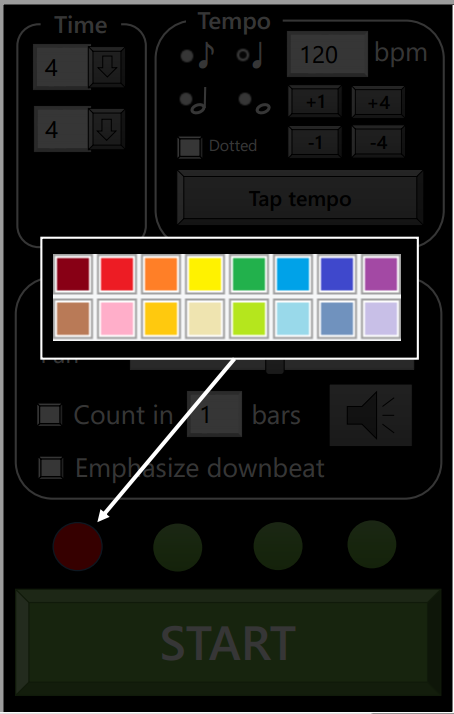 Time
Tempo
4
4
120 bpm
+1 +4
Dotted
-1 -4
Tap tempo
Count in 1 bars
Emphasize downbeat
START